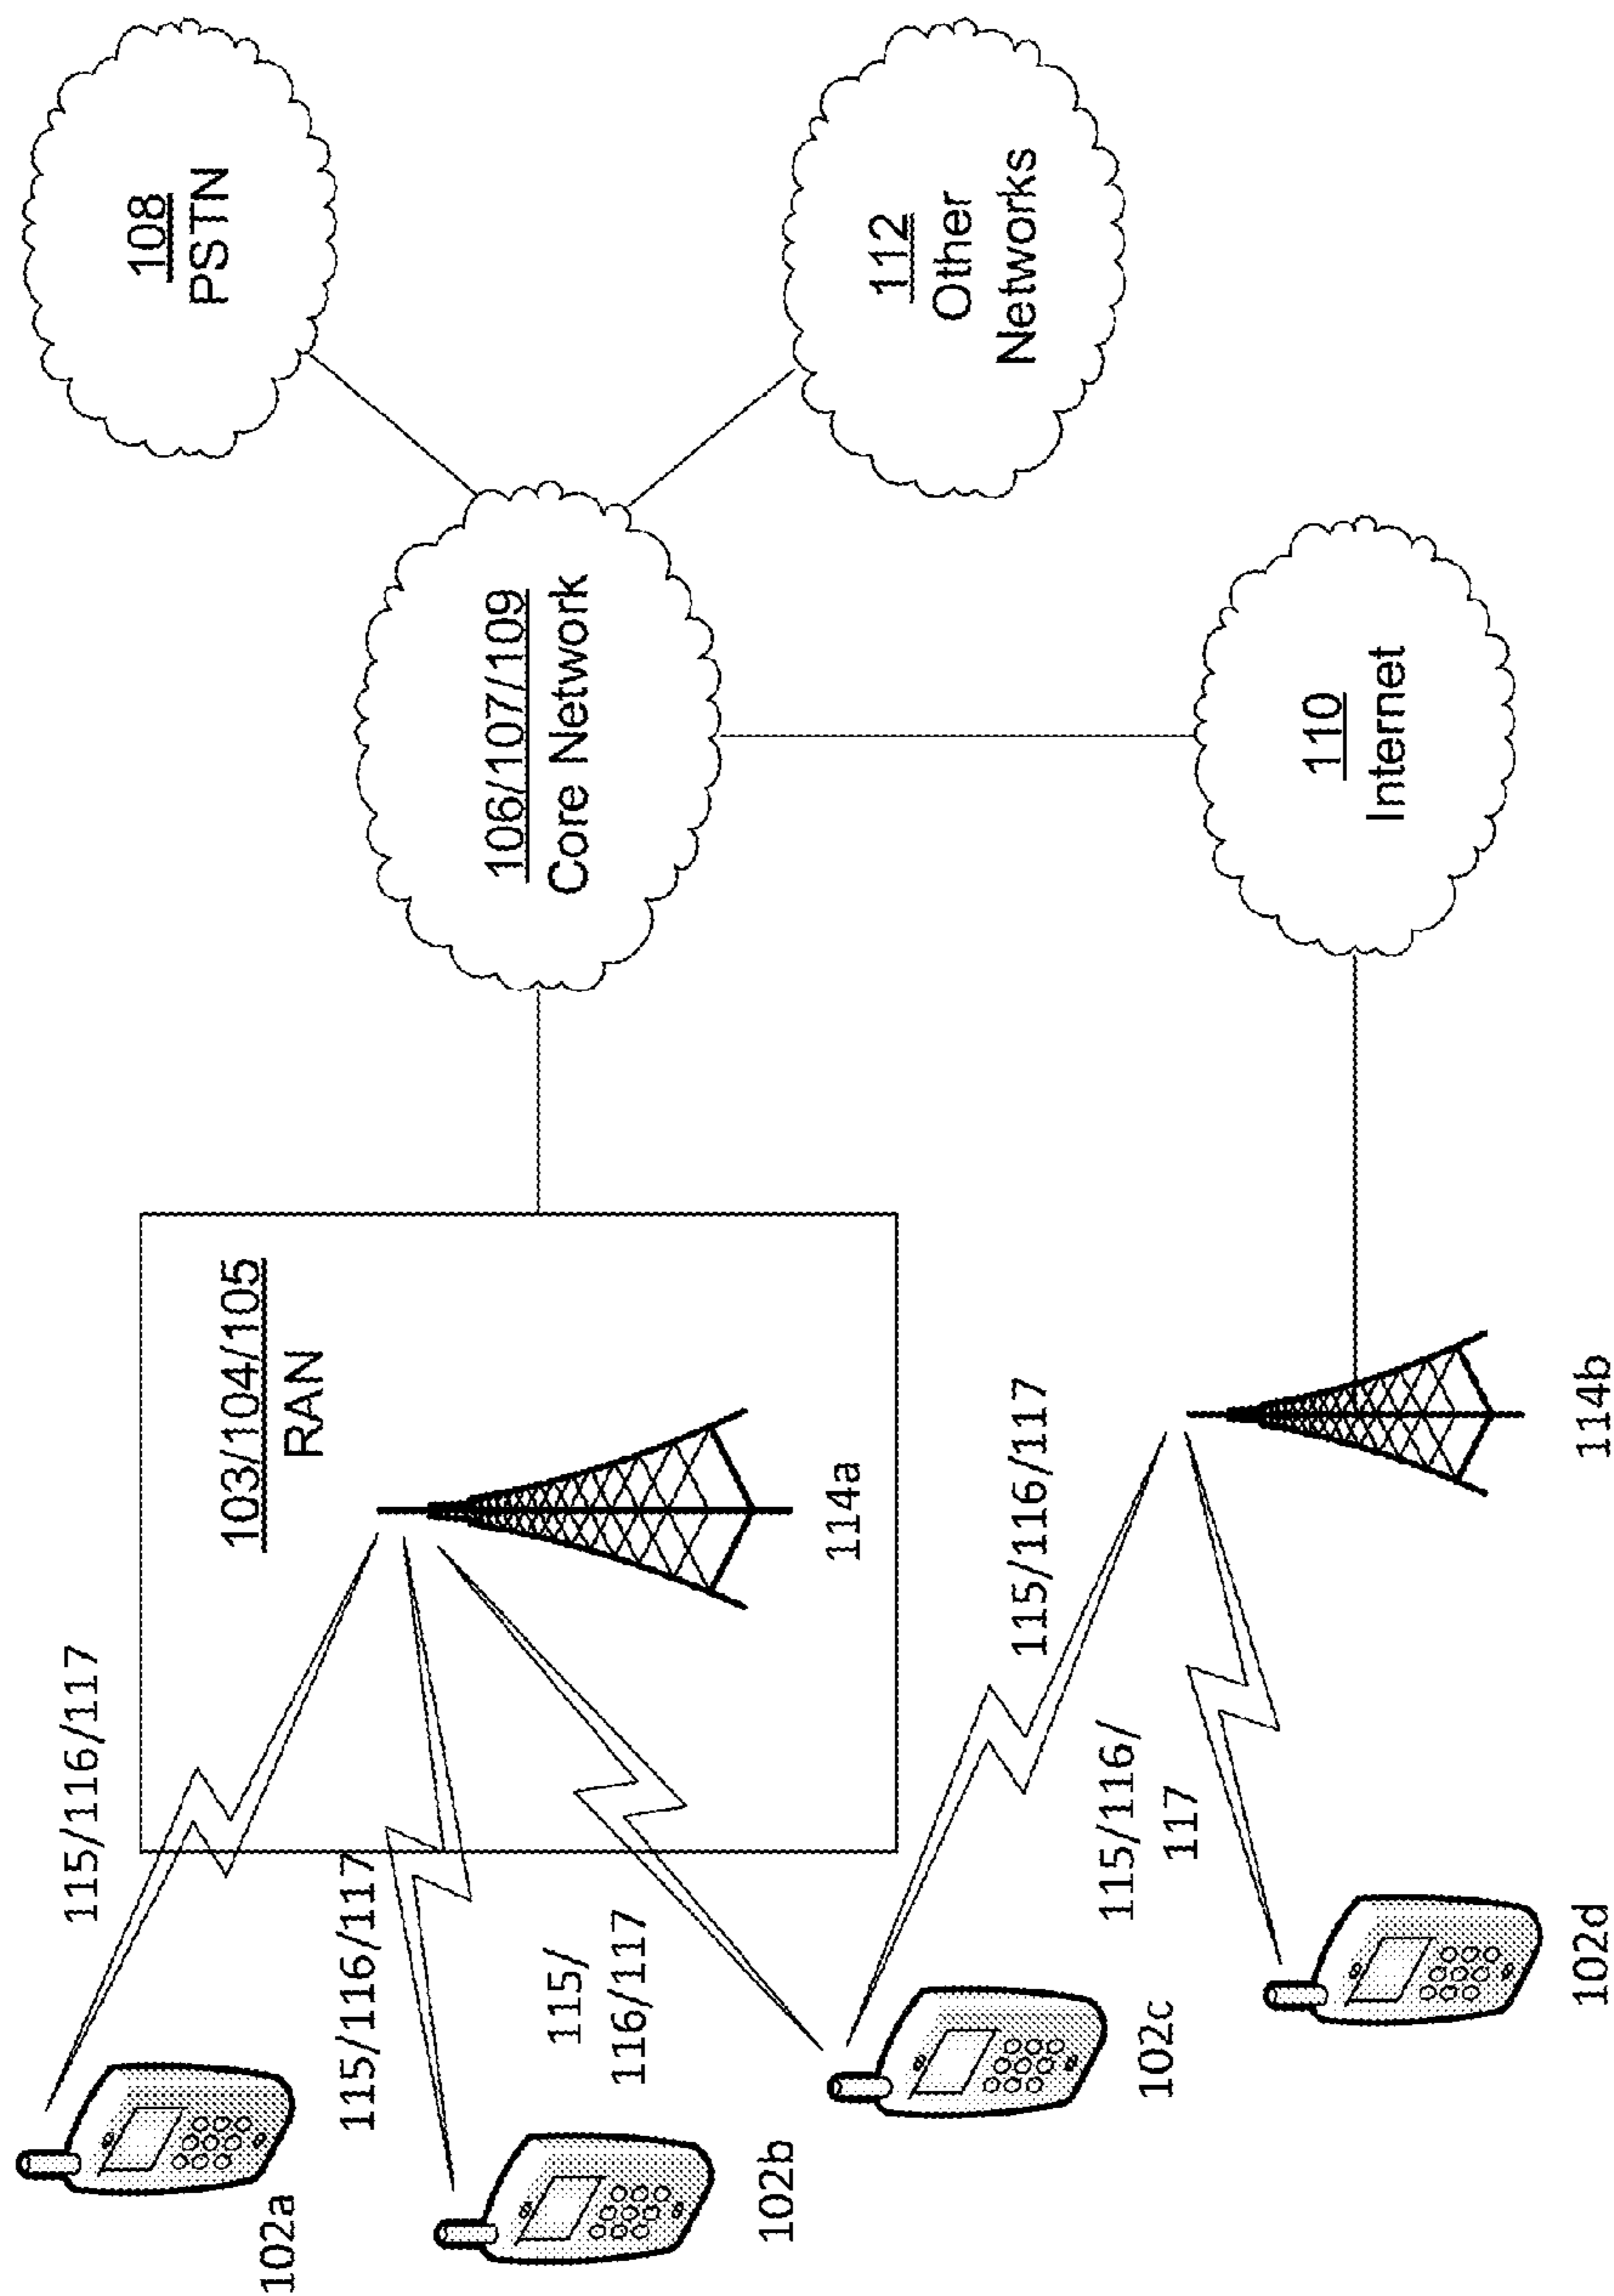 102a
115/116/117
103/104/105
RAN
108
PSTN
102b
115/116/117
114a
106/107/109
Core Network
115/
116/117
112
Other
Networks
102c
115/116/117
115/116/
117
110
Internet
102d
114b